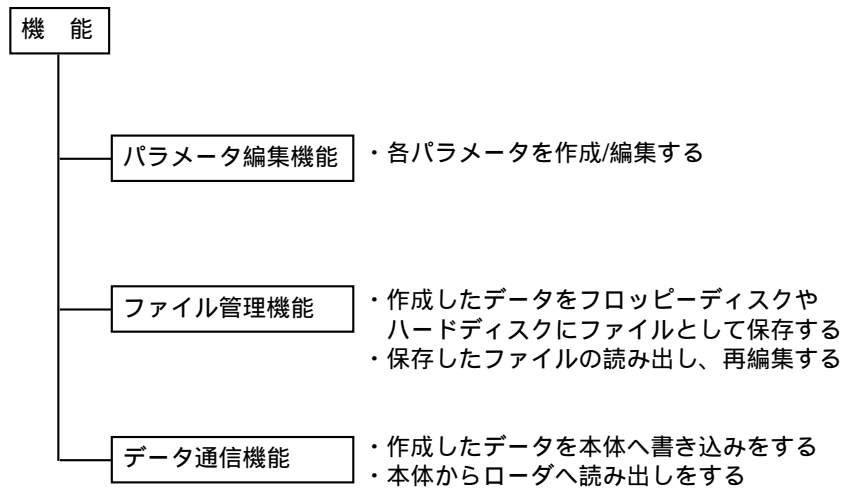 機　能
パラメータ編集機能
・各パラメータを作成/編集する
ファイル管理機能
・作成したデータをフロッピーディスクや
ハードディスクにファイルとして保存する
・保存したファイルの読み出し、再編集する
データ通信機能
・作成したデータを本体へ書き込みをする
・本体からローダへ読み出しをする